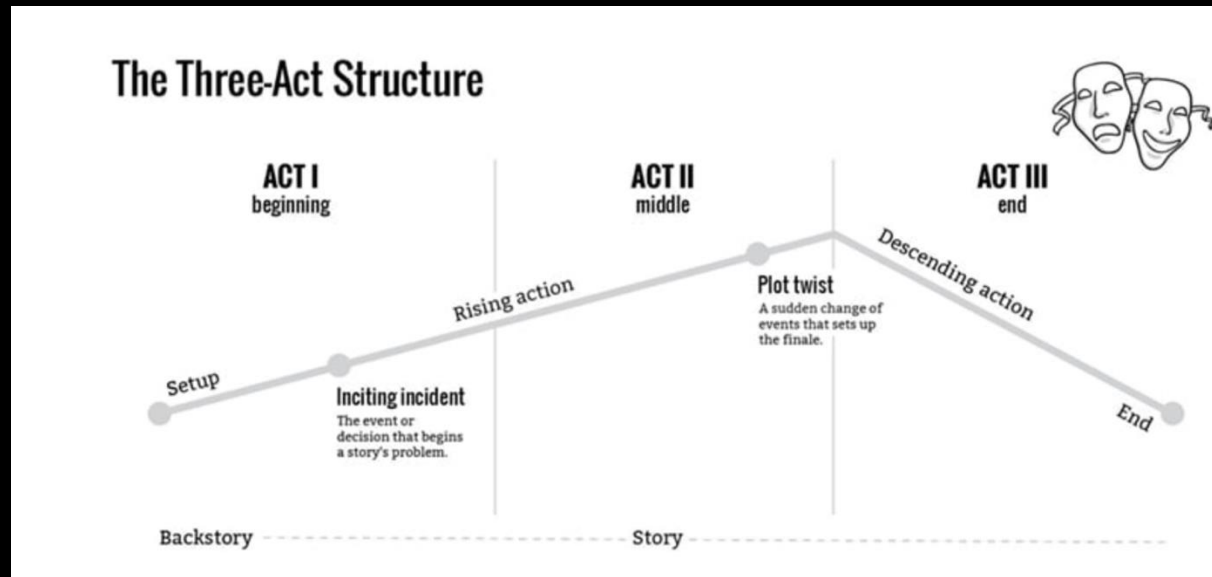 The Three-Act Structure
ACT I
beginning
ACT II
middle
ACT III
end
Setup
Inciting incident
The event or
decision that begins
a story's problem.
Rising action
Plot twist
A sudden change of
events that sets up
the finale.
Descending action
End
Backstory
Story